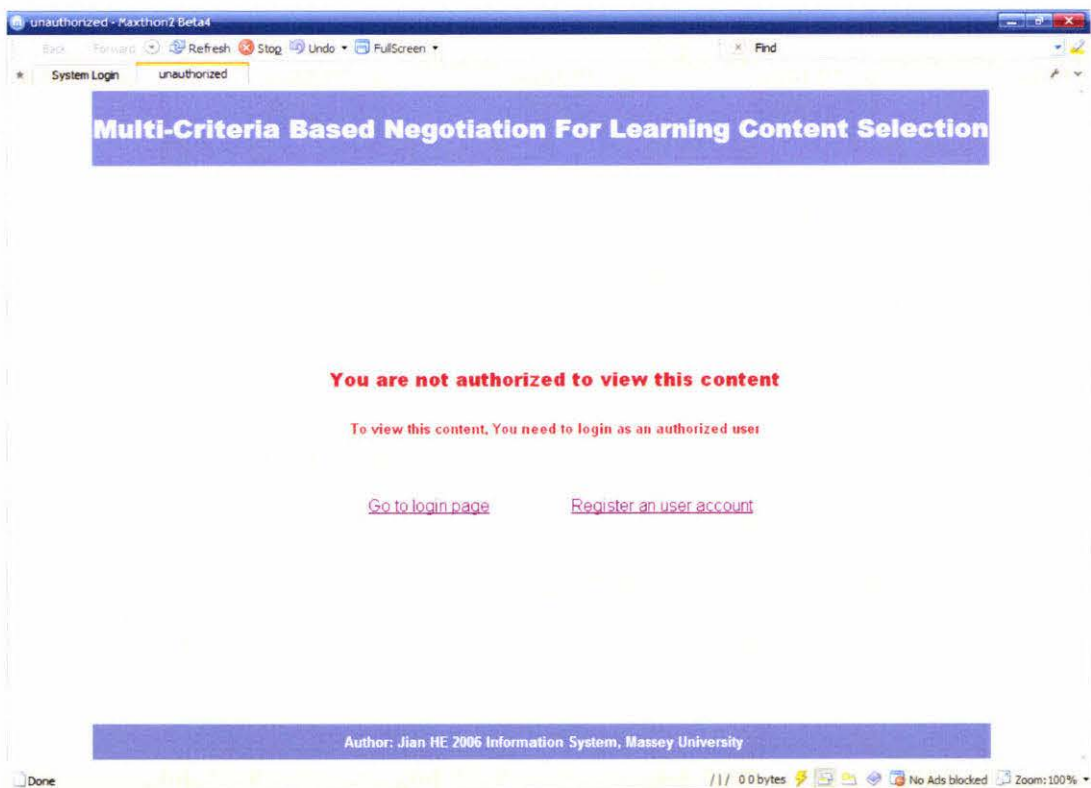 unauthorized - Maxthon2 Beta4
Back Forward Refresh Stop Undo FullScreen Find
System Login unauthorized
Multi-Criteria Based Negotiation For Learning Content Selection
You are not authorized to view this content
To view this content, You need to login as an authorized user
Go to login page Register an user account
Author: Jian HE 2006 Information System, Massey University
Done /1/ 0 0 bytes No Ads blocked Zoom:100%